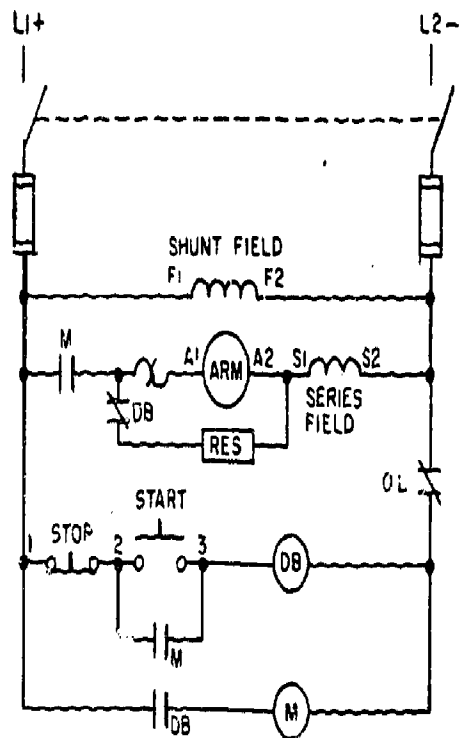 L1+ L2-
SHUNT FIELD
F1 F2
M A1 ARM A2 S1 S2
DB SERIES
RES FIELD
OL
START
1 STOP 2 3 DB
M
DB M